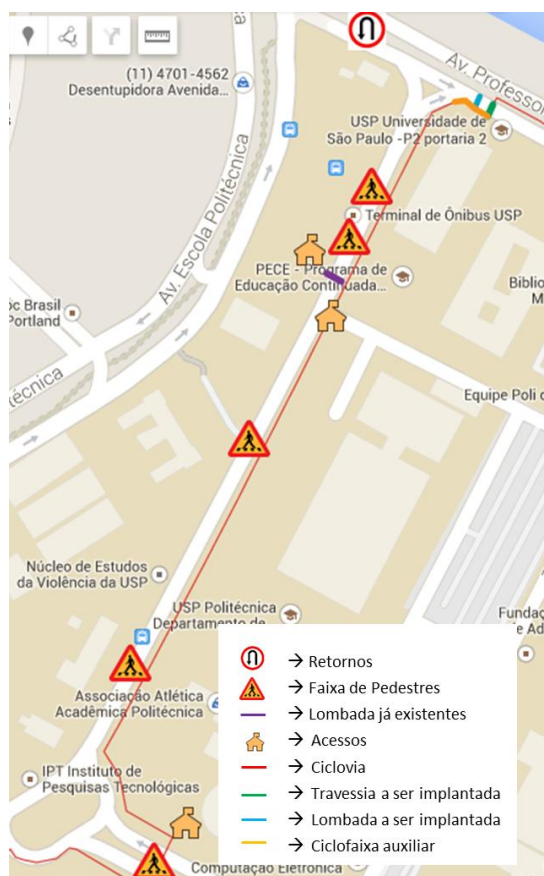 (11) 4701-4562
Desentupidora Avenida...
Av. Professor
USP Universidade de
São Paulo -P2 portaria 2
Av. Escola Politécnica
Terminal de Ônibus USP
PECE - Programa de
Educação Continuada...
Biblio
M
Brasil
Portland
Equipe Poli d
Núcleo de Estudos
da Violência da USP
USP Politécnica
Departamento de
Fundaç
de Ad
Associação Atlética
Acadêmica Politécnica
IPT Instituto de
Pesquisas Tecnológicas
Computação Eletrônica
→ Retornos
→ Faixa de Pedestres
→ Lombada já existentes
→ Acessos
→ Ciclovia
→ Travessia a ser implantada
→ Lombada a ser implantada
→ Ciclofaixa auxiliar